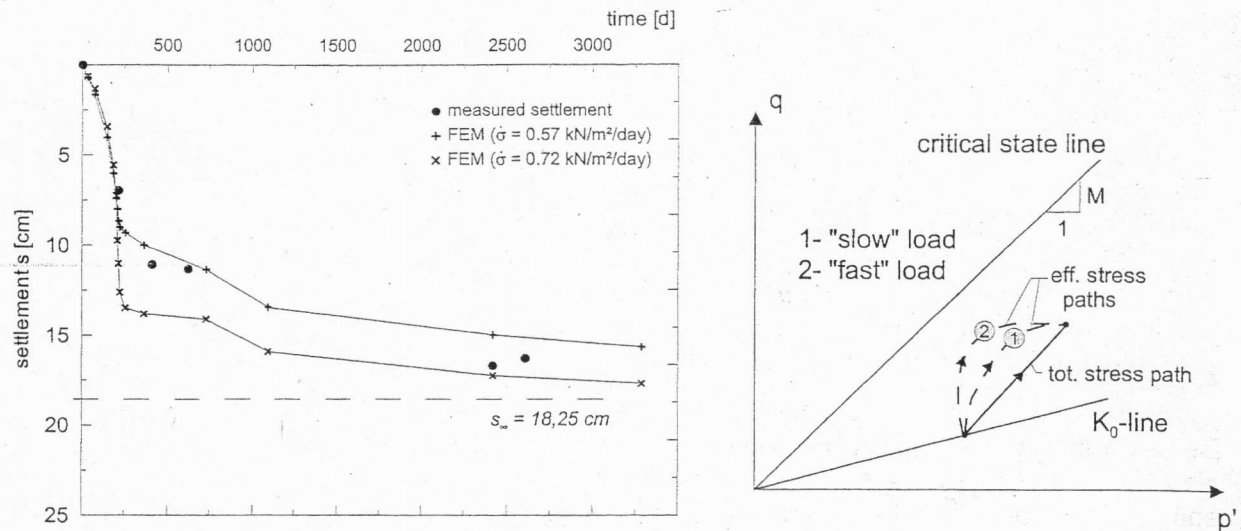 time [d]
500
1000
1500
2000
2500
3000
measured settlement
FEM (σ̇ = 0.57 kN/m²/day)
FEM (σ̇ = 0.72 kN/m²/day)
5
10
15
20
25
settlement s [cm]
s∞ = 18,25 cm
q
critical state line
M
1
1- "slow" load
2- "fast" load
eff. stress
paths
2
1
tot. stress path
K₀-line
p'